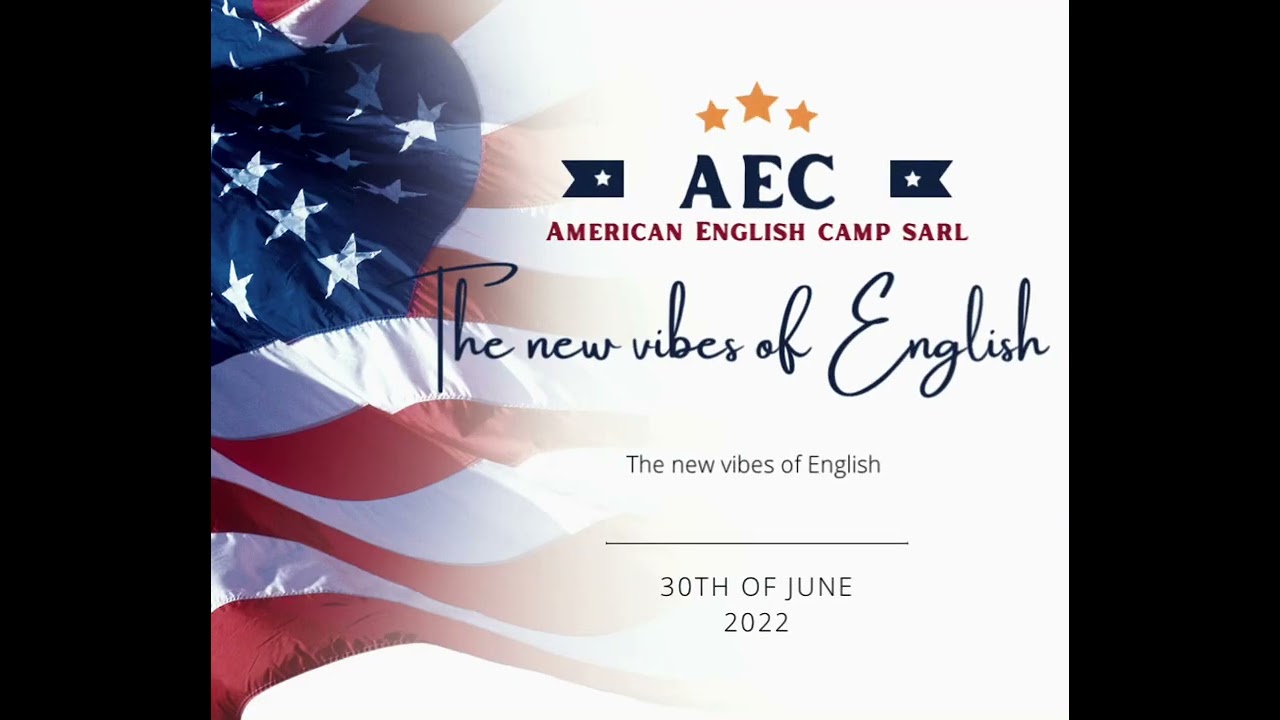 AEC
AMERICAN ENGLISH CAMP SARL
The new vibes of English
The new vibes of English
30TH OF JUNE
2022